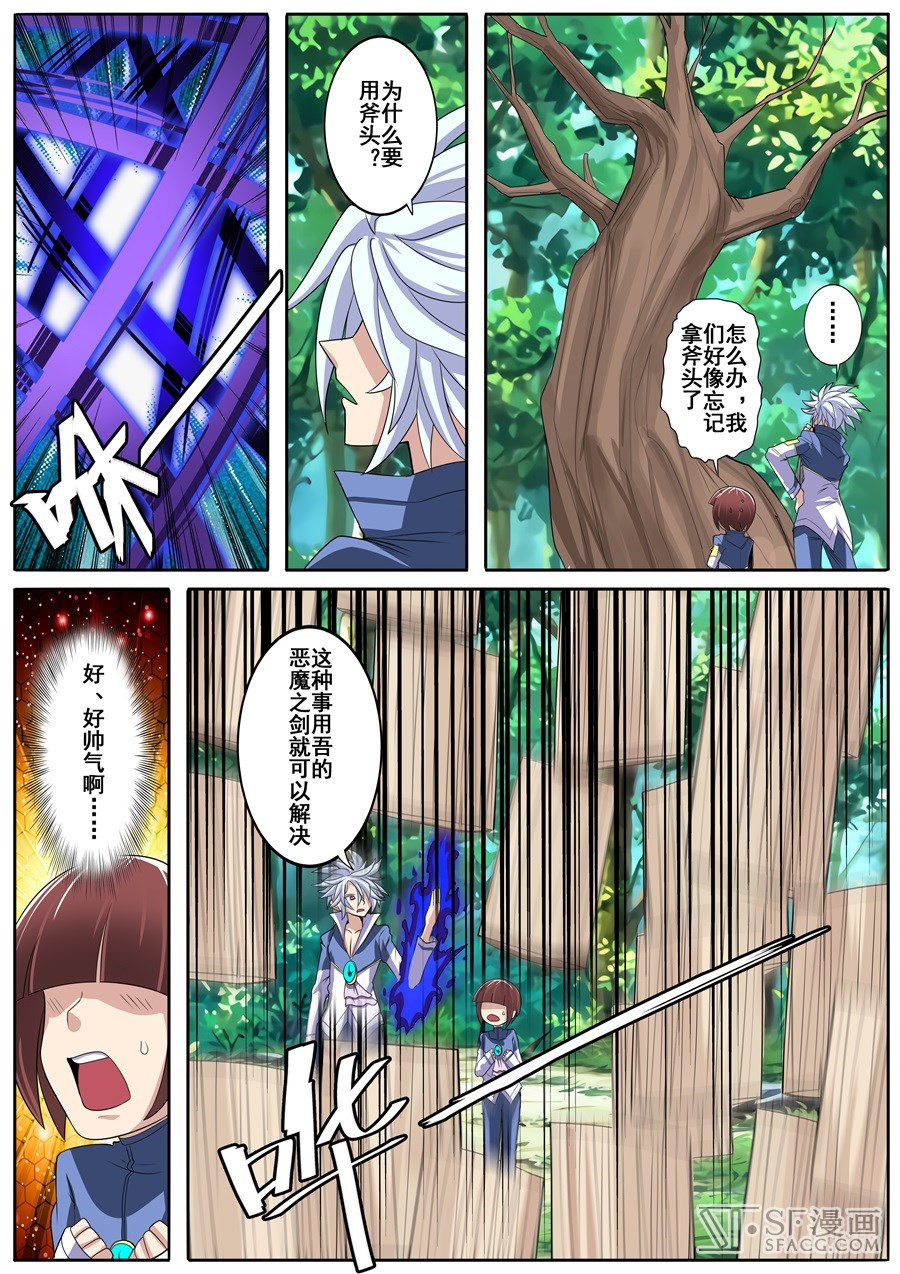 ……
怎么办，我
们好像忘记
拿斧头了
为什么要
用斧头？
咻
这种事用吾的
恶魔之剑就可以解决
哗
好、好帅气啊……
SF漫画
SFACG.COM